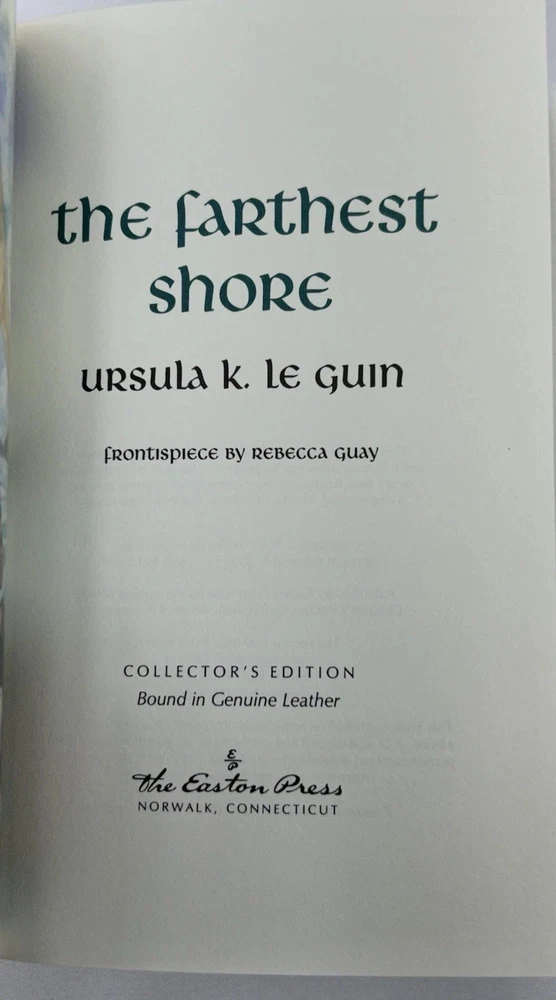 the farthest
shore
ursula k. le guin
frontispiece by rebecca guay
COLLECTOR'S EDITION
Bound in Genuine Leather
E/P
The Easton Press
NORWALK, CONNECTICUT